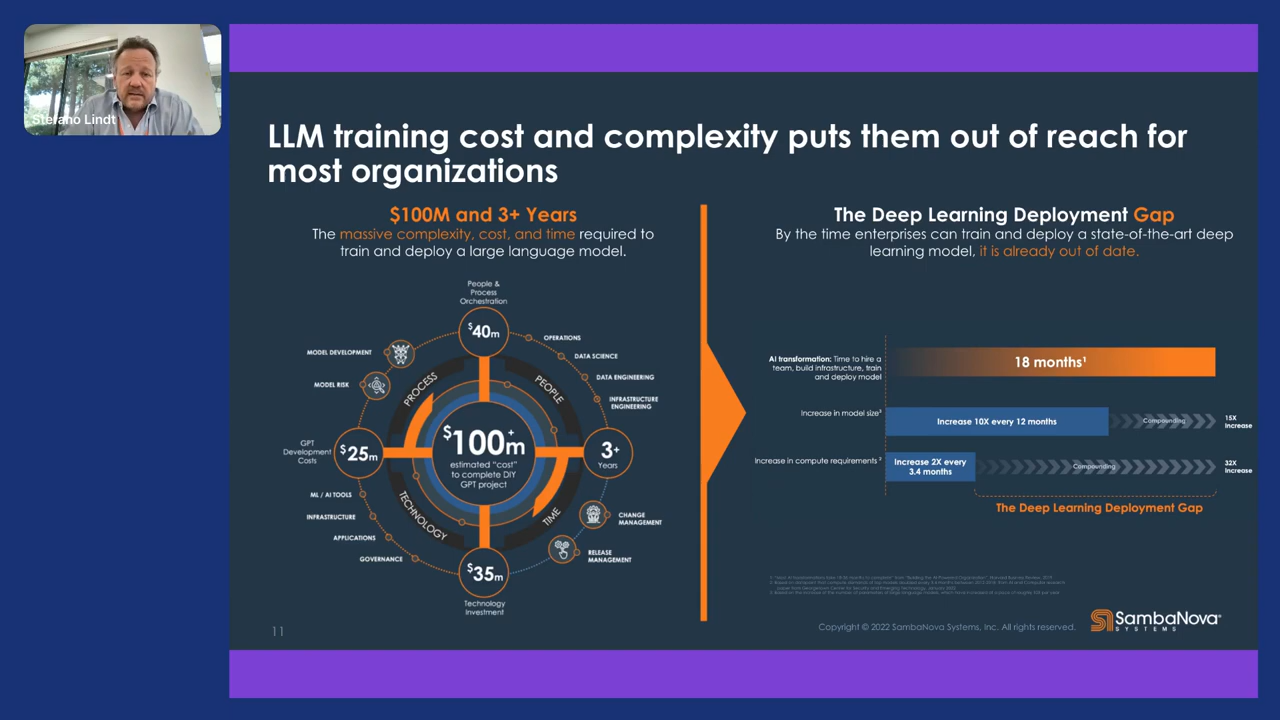 Stefano Lindt
LLM training cost and complexity puts them out of reach for
most organizations
$100M and 3+ Years
The massive complexity, cost, and time required to
train and deploy a large language model.
People &
Process
Orchestration
$40m
OPERATIONS
DATA SCIENCE
DATA ENGINEERING
INFRASTRUCTURE
ENGINEERING
MODEL DEVELOPMENT
MODEL RISK
PROCESS
PEOPLE
GPT
Development
Costs
$25m
$100m+
estimated "cost"
to complete DIY
GPT project
3+
Years
ML / AI TOOLS
INFRASTRUCTURE
APPLICATIONS
GOVERNANCE
TECHNOLOGY
TIME
CHANGE
MANAGEMENT
RELEASE
MANAGEMENT
$35m
Technology
Investment
The Deep Learning Deployment Gap
By the time enterprises can train and deploy a state-of-the-art deep
learning model, it is already out of date.
AI transformation: Time to hire a
team, build infrastructure, train
and deploy model
18 months¹
Increase in model size³
Increase 10X every 12 months
Compounding
15X
Increase
Increase in compute requirements ²
Increase 2X every
3.4 months
Compounding
32X
Increase
The Deep Learning Deployment Gap
11
Copyright © 2022 SambaNova Systems, Inc. All rights reserved.
SambaNova®
SYSTEMS